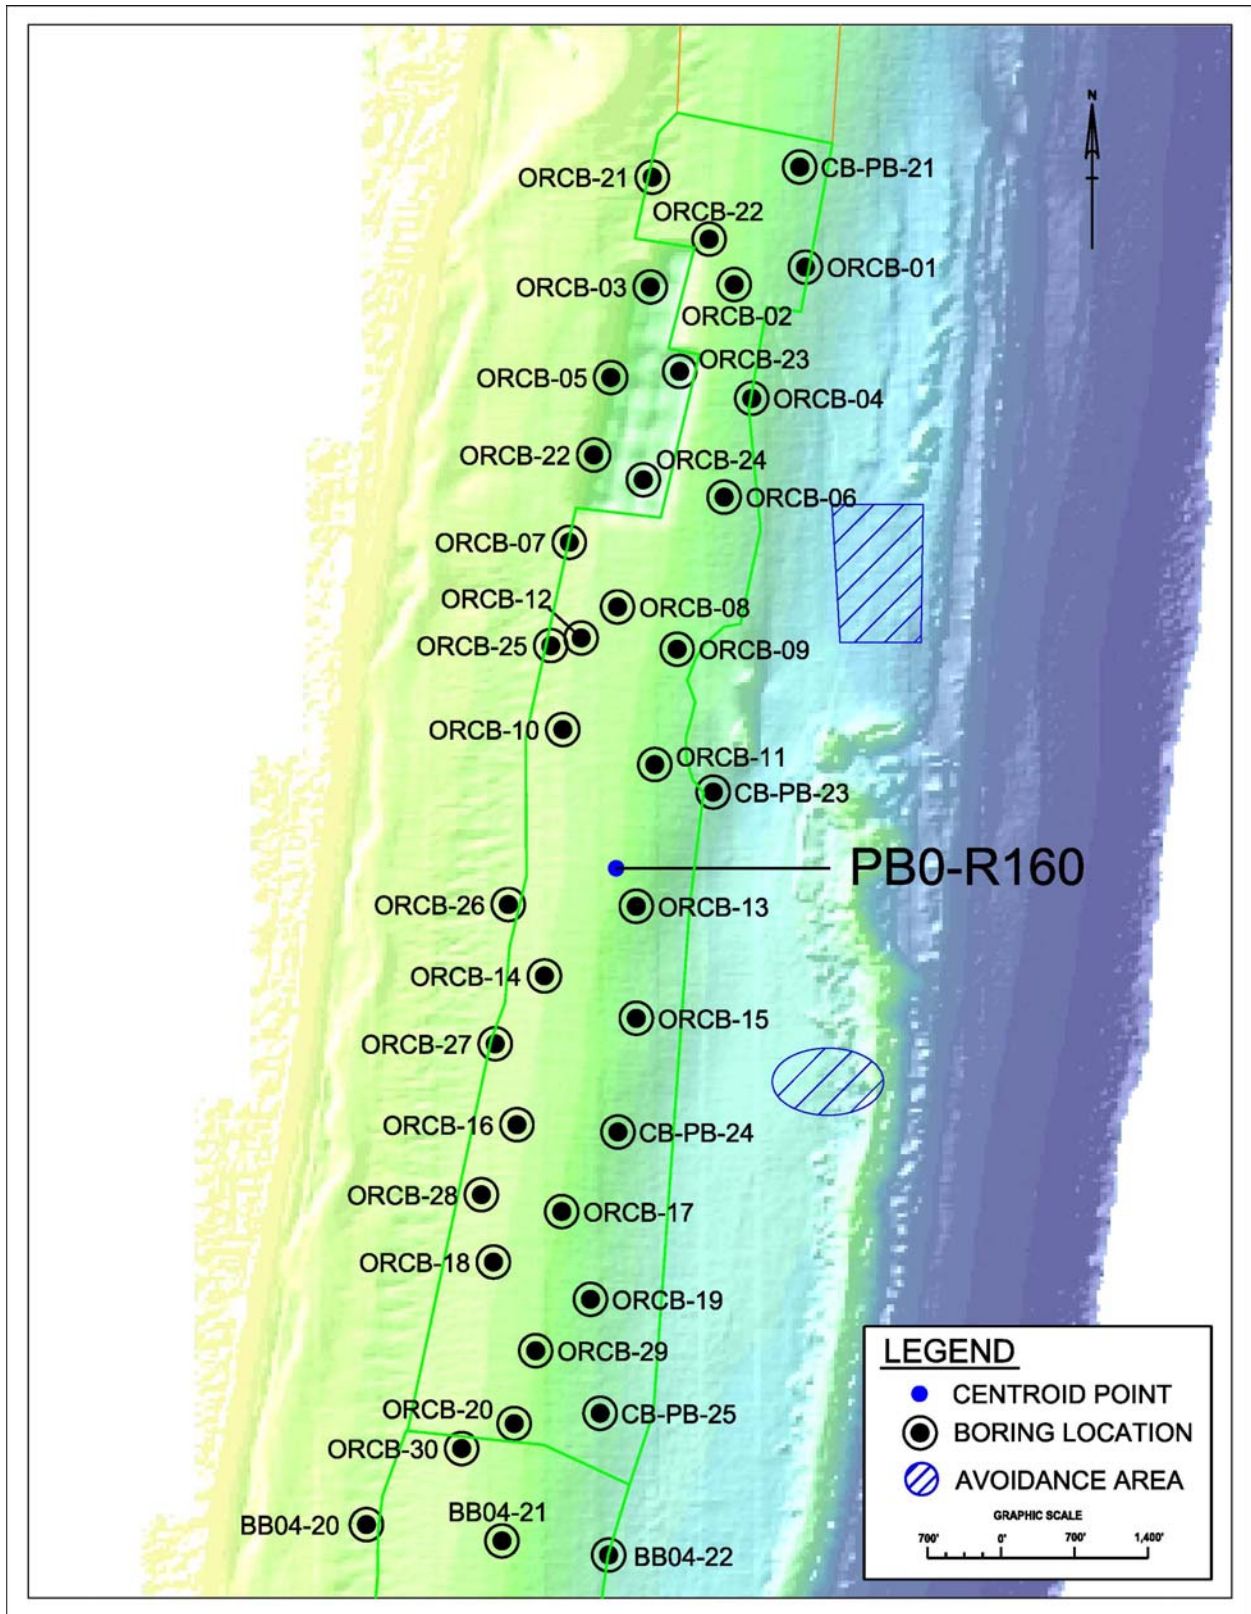 N
ORCB-21
CB-PB-21
ORCB-22
ORCB-01
ORCB-03
ORCB-02
ORCB-23
ORCB-05
ORCB-04
ORCB-22
ORCB-24
ORCB-06
ORCB-07
ORCB-12
ORCB-08
ORCB-25
ORCB-09
ORCB-10
ORCB-11
CB-PB-23
PB0-R160
ORCB-26
ORCB-13
ORCB-14
ORCB-15
ORCB-27
ORCB-16
CB-PB-24
ORCB-28
ORCB-17
ORCB-18
ORCB-19
ORCB-29
ORCB-20
CB-PB-25
ORCB-30
BB04-20
BB04-21
BB04-22
LEGEND
CENTROID POINT
BORING LOCATION
AVOIDANCE AREA
GRAPHIC SCALE
700' 0' 700' 1,400'